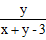 y
x + y - 3